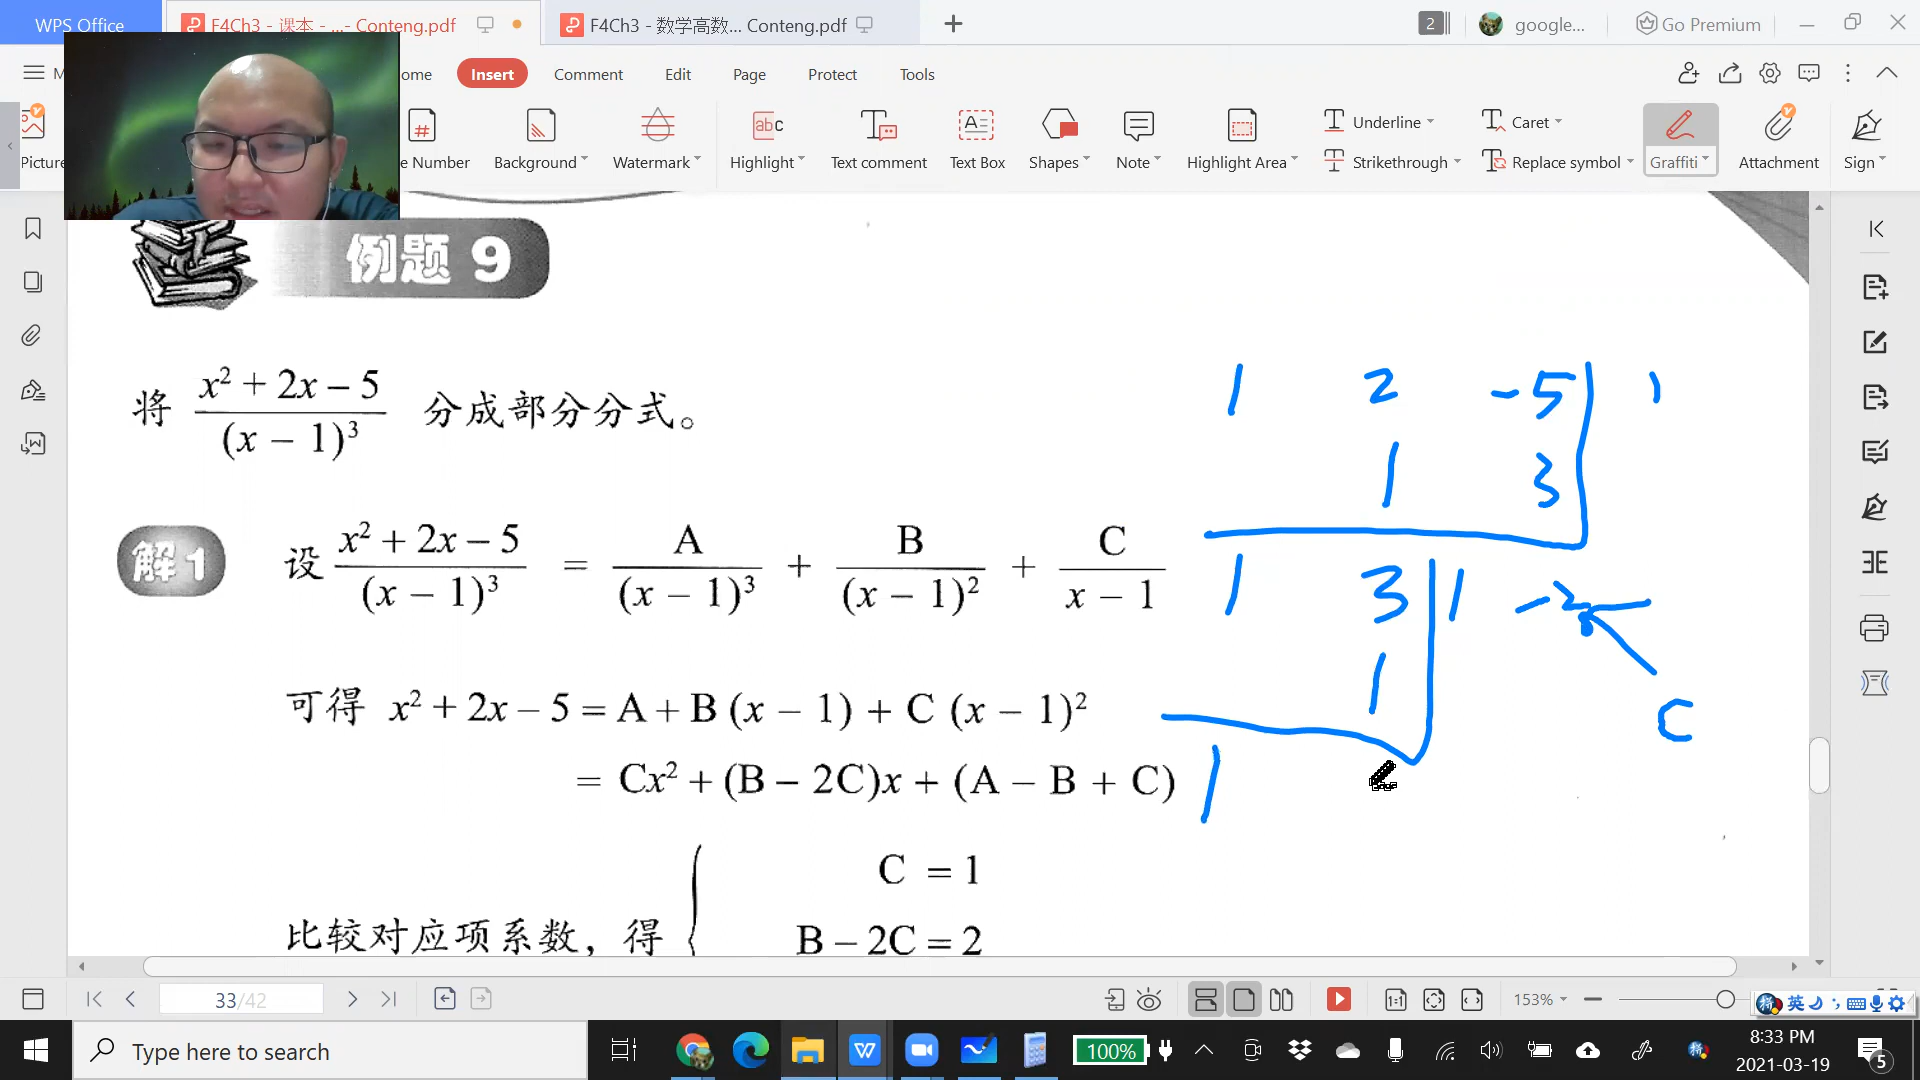 WPS Office
F4Ch3 - 课本 - ...- Conteng.pdf
F4Ch3 - 数学高数... Conteng.pdf
2
google...
Go Premium
M
ome
Insert
Comment
Edit
Page
Protect
Tools
Picture
e Number
Background
Watermark
Highlight
Text comment
Text Box
Shapes
Note
Highlight Area
Underline
Strikethrough
Caret
Replace symbol
Graffiti
Attachment
Sign
例题 9
将 x² + 2x − 5 / (x − 1)³ 分成部分分式。
解1 设 x² + 2x − 5 / (x − 1)³ = A / (x − 1)³ + B / (x − 1)² + C / x − 1
可得 x² + 2x − 5 = A + B (x − 1) + C (x − 1)²
= Cx² + (B − 2C)x + (A − B + C)
C = 1
比较对应项系数，得 { B − 2C = 2
1 2 -5 1
1 3
1 3 1 -2
1
C
1
33/42
153%
英
Type here to search
100%
8:33 PM
2021-03-19
5